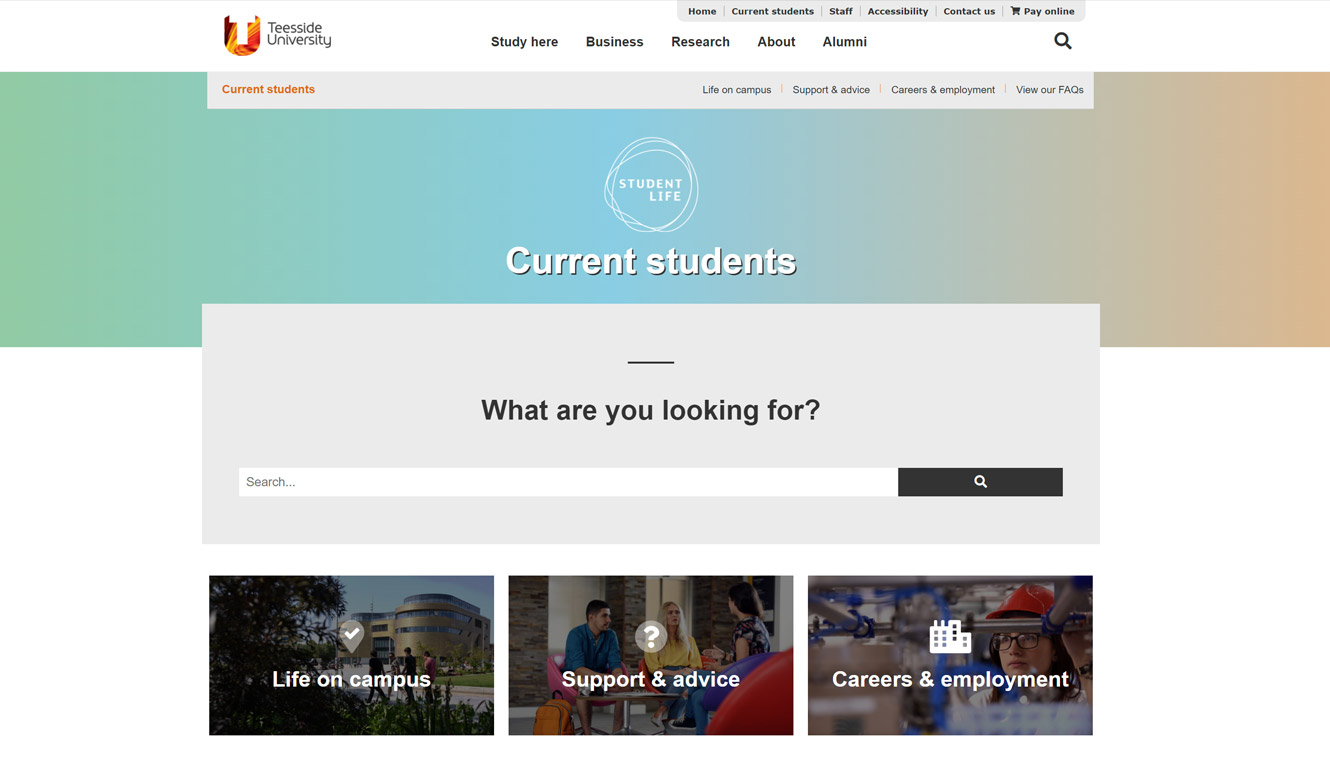 Home
Current students
Staff
Accessibility
Contact us
Pay online
Teesside
University
Study here
Business
Research
About
Alumni
Current students
Life on campus
Support & advice
Careers & employment
View our FAQs
STUDENT
LIFE
Current students
What are you looking for?
Search...
Life on campus
Support & advice
Careers & employment